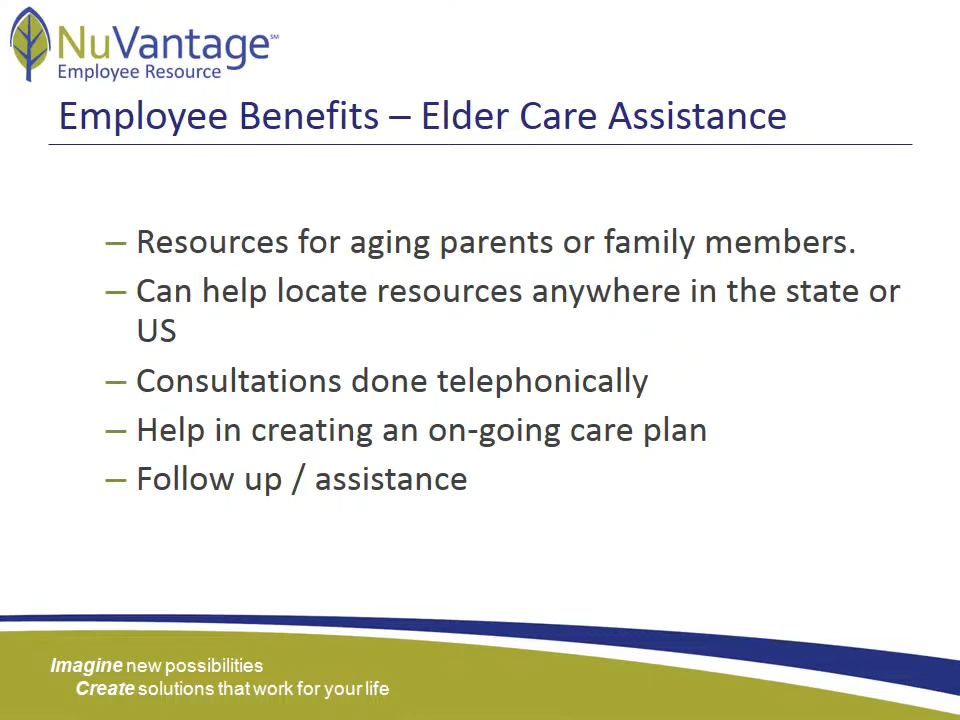 NuVantage℠
Employee Resource
Employee Benefits – Elder Care Assistance
– Resources for aging parents or family members.
– Can help locate resources anywhere in the state or
US
– Consultations done telephonically
– Help in creating an on-going care plan
– Follow up / assistance
Imagine new possibilities
Create solutions that work for your life